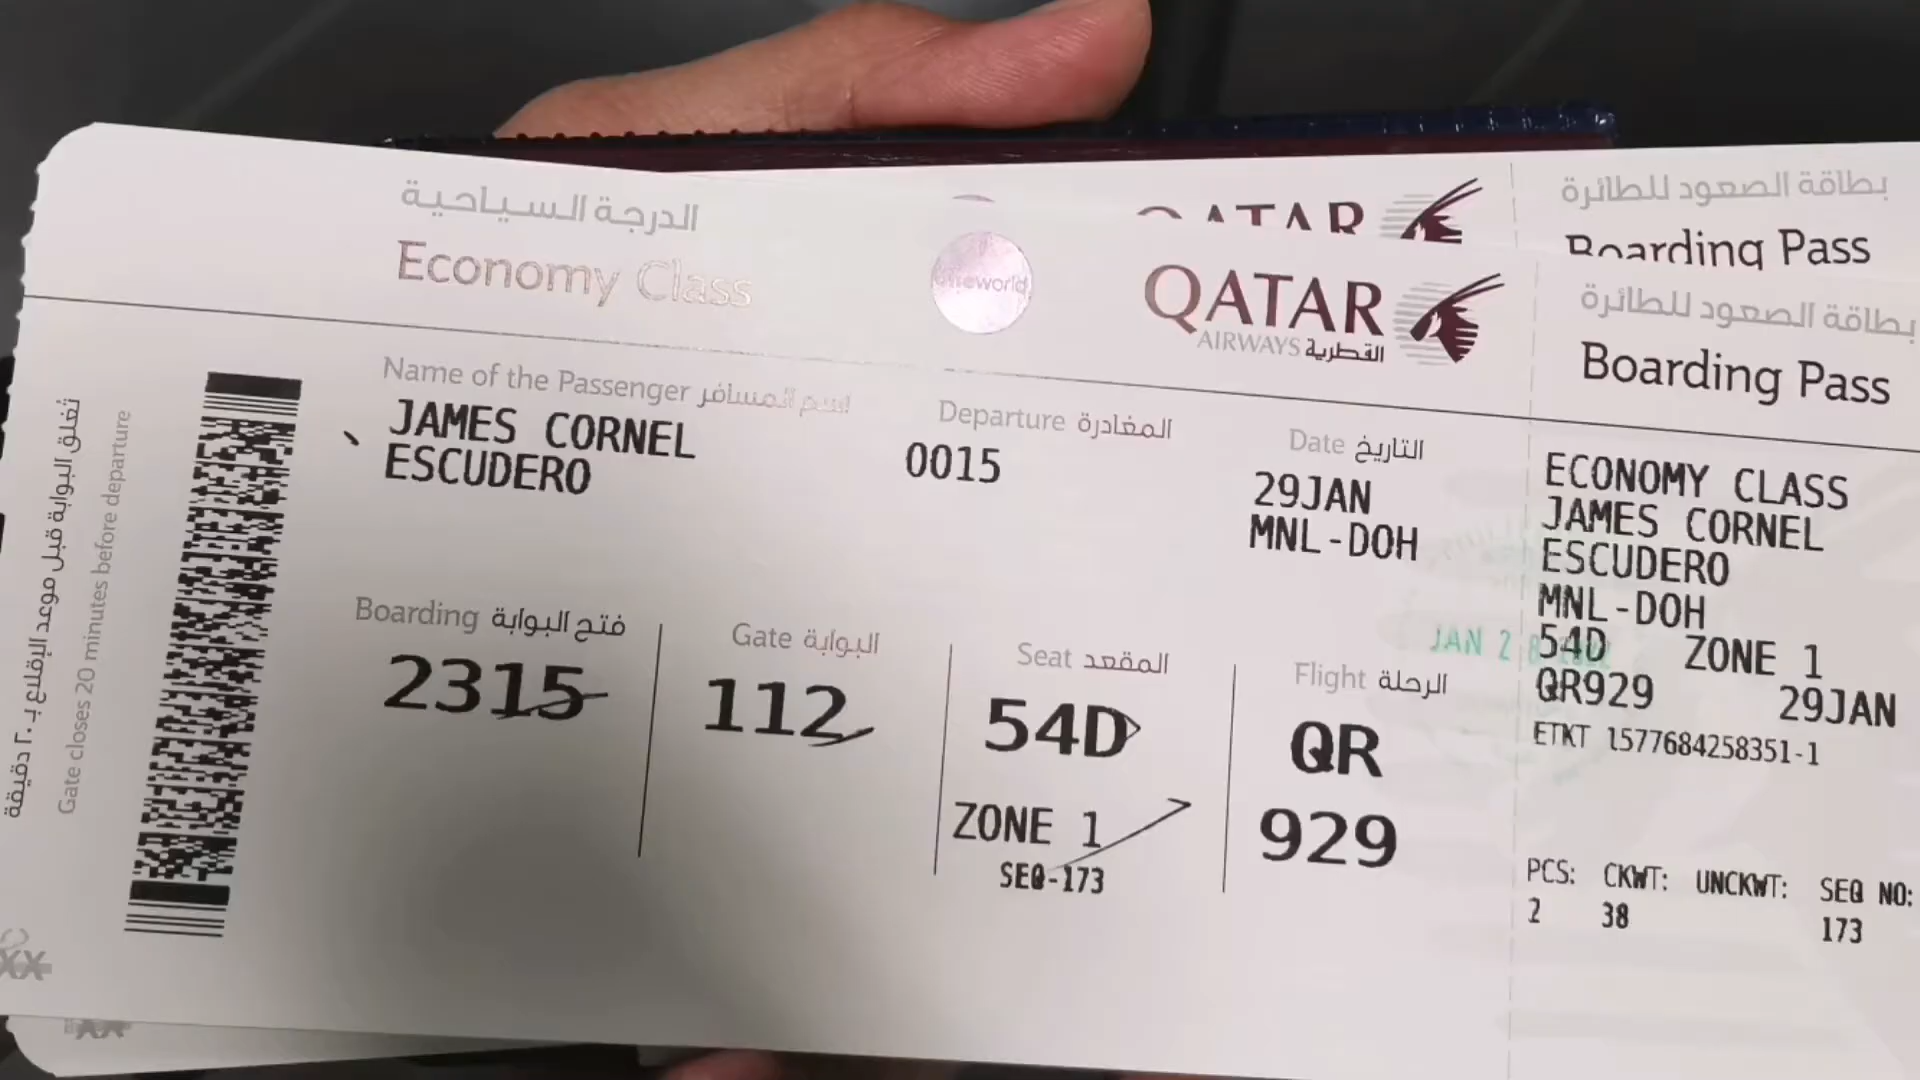 الدرجة السياحية
Economy Class
oneworld
QATAR
QATAR
AIRWAYS القطرية
بطاقة الصعود للطائرة
Boarding Pass
بطاقة الصعود للطائرة
Boarding Pass
تغلق البوابة قبل موعد الإقلاع بـ ٢٠ دقيقة
Gate closes 20 minutes before departure
Name of the Passenger اسم المسافر
JAMES CORNEL
ESCUDERO
Departure المغادرة
0015
Date التاريخ
29JAN
MNL-DOH
Boarding فتح البوابة
2315
Gate البوابة
112
Seat المقعد
54D
ZONE 1
SEQ-173
Flight الرحلة
QR
929
ECONOMY CLASS
JAMES CORNEL
ESCUDERO
MNL-DOH
54D ZONE 1
JAN 28
QR929 29JAN
ETKT 1577684258351-1
PCS: CKWT: UNCKWT: SEQ NO:
2 38 173